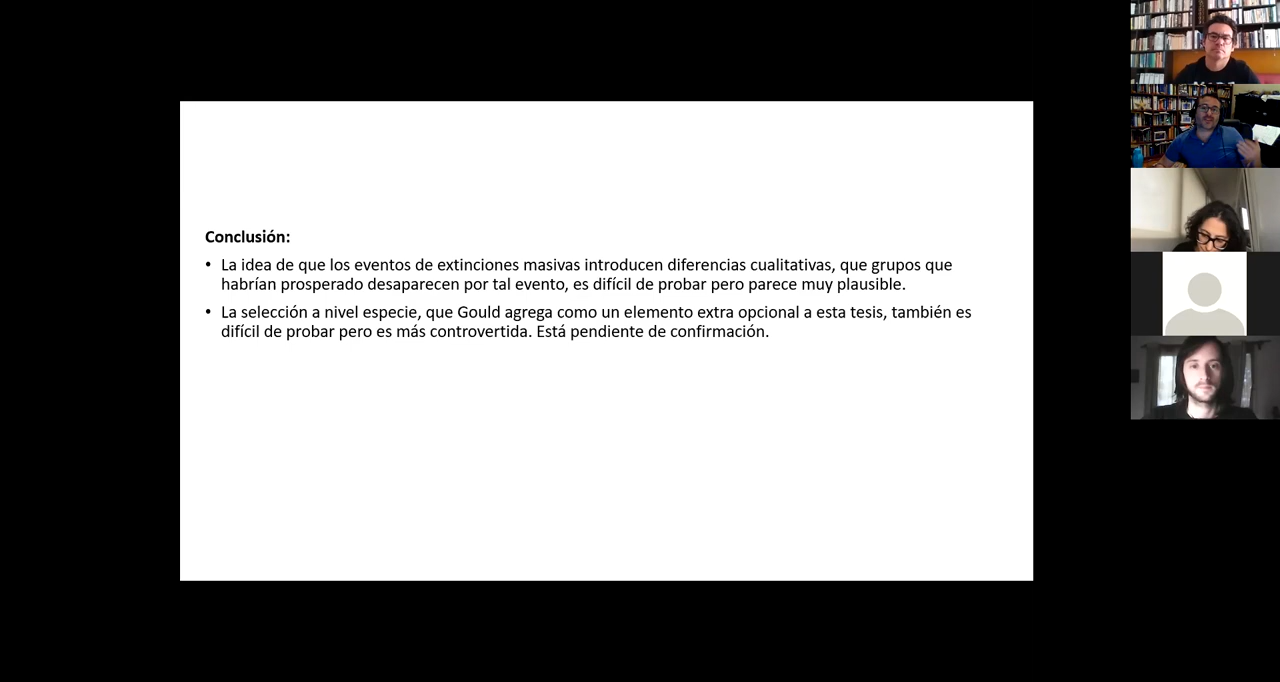 Conclusión:
• La idea de que los eventos de extinciones masivas introducen diferencias cualitativas, que grupos que
habrían prosperado desaparecen por tal evento, es difícil de probar pero parece muy plausible.
• La selección a nivel especie, que Gould agrega como un elemento extra opcional a esta tesis, también es
difícil de probar pero es más controvertida. Está pendiente de confirmación.